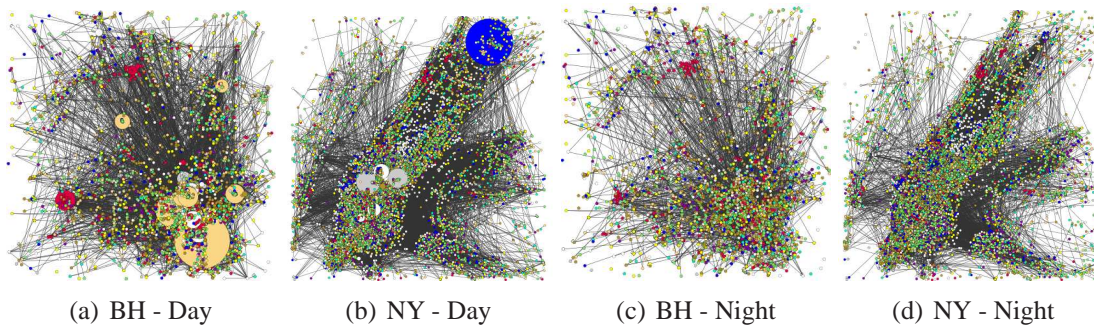 (a) BH - Day
(b) NY - Day
(c) BH - Night
(d) NY - Night